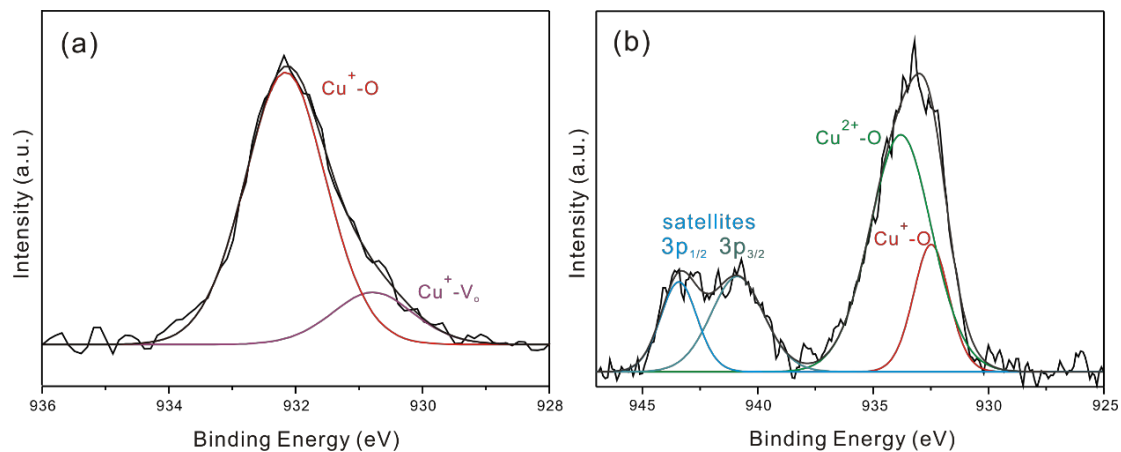 (a)
Cu⁺-O
Cu⁺-Vₒ
Intensity (a.u.)
936 934 932 930 928
Binding Energy (eV)
(b)
Cu²⁺-O
satellites
3p₁/₂ 3p₃/₂
Cu⁺-O
Intensity (a.u.)
945 940 935 930 925
Binding Energy (eV)